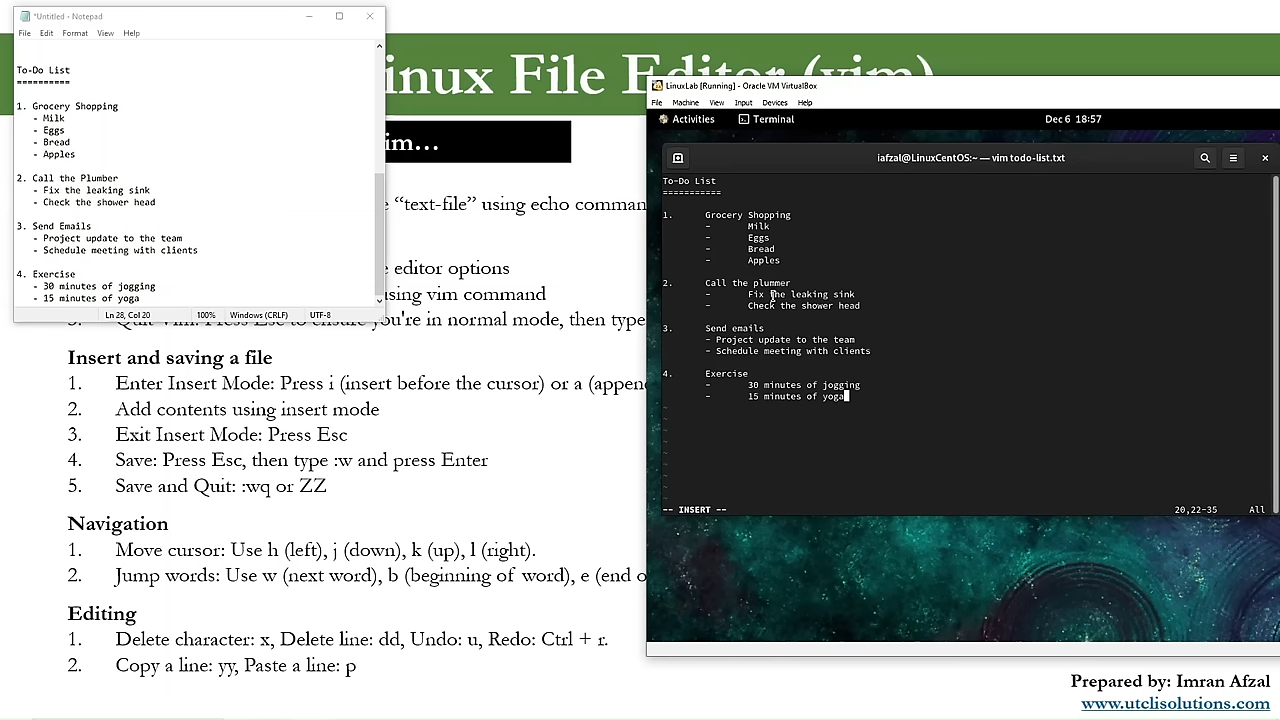 *Untitled - Notepad
File Edit Format View Help
To-Do List
==========
1. Grocery Shopping
- Milk
- Eggs
- Bread
- Apples
2. Call the Plumber
- Fix the leaking sink
- Check the shower head
3. Send Emails
- Project update to the team
- Schedule meeting with clients
4. Exercise
- 30 minutes of jogging
- 15 minutes of yoga
Ln 28, Col 20 100% Windows (CRLF) UTF-8
inux File Editor (vim)
im…
“text-file” using echo comman
editor options
using vim command
Quit Vim: Press Esc to ensure you're in normal mode, then type
Insert and saving a file
1. Enter Insert Mode: Press i (insert before the cursor) or a (appen
2. Add contents using insert mode
3. Exit Insert Mode: Press Esc
4. Save: Press Esc, then type :w and press Enter
5. Save and Quit: :wq or ZZ
Navigation
1. Move cursor: Use h (left), j (down), k (up), l (right).
2. Jump words: Use w (next word), b (beginning of word), e (end o
Editing
1. Delete character: x, Delete line: dd, Undo: u, Redo: Ctrl + r.
2. Copy a line: yy, Paste a line: p
LinuxLab [Running] - Oracle VM VirtualBox
File Machine View Input Devices Help
Activities Terminal Dec 6 18:57
iafzal@LinuxCentOS:~ — vim todo-list.txt
To-Do List
===========
1. Grocery Shopping
- Milk
- Eggs
- Bread
- Apples
2. Call the plummer
- Fix the leaking sink
- Check the shower head
3. Send emails
- Project update to the team
- Schedule meeting with clients
4. Exercise
- 30 minutes of jogging
- 15 minutes of yoga
~
~
~
~
~
~
~
~
~
-- INSERT -- 20,22-35 All
Prepared by: Imran Afzal
www.utclisolutions.com